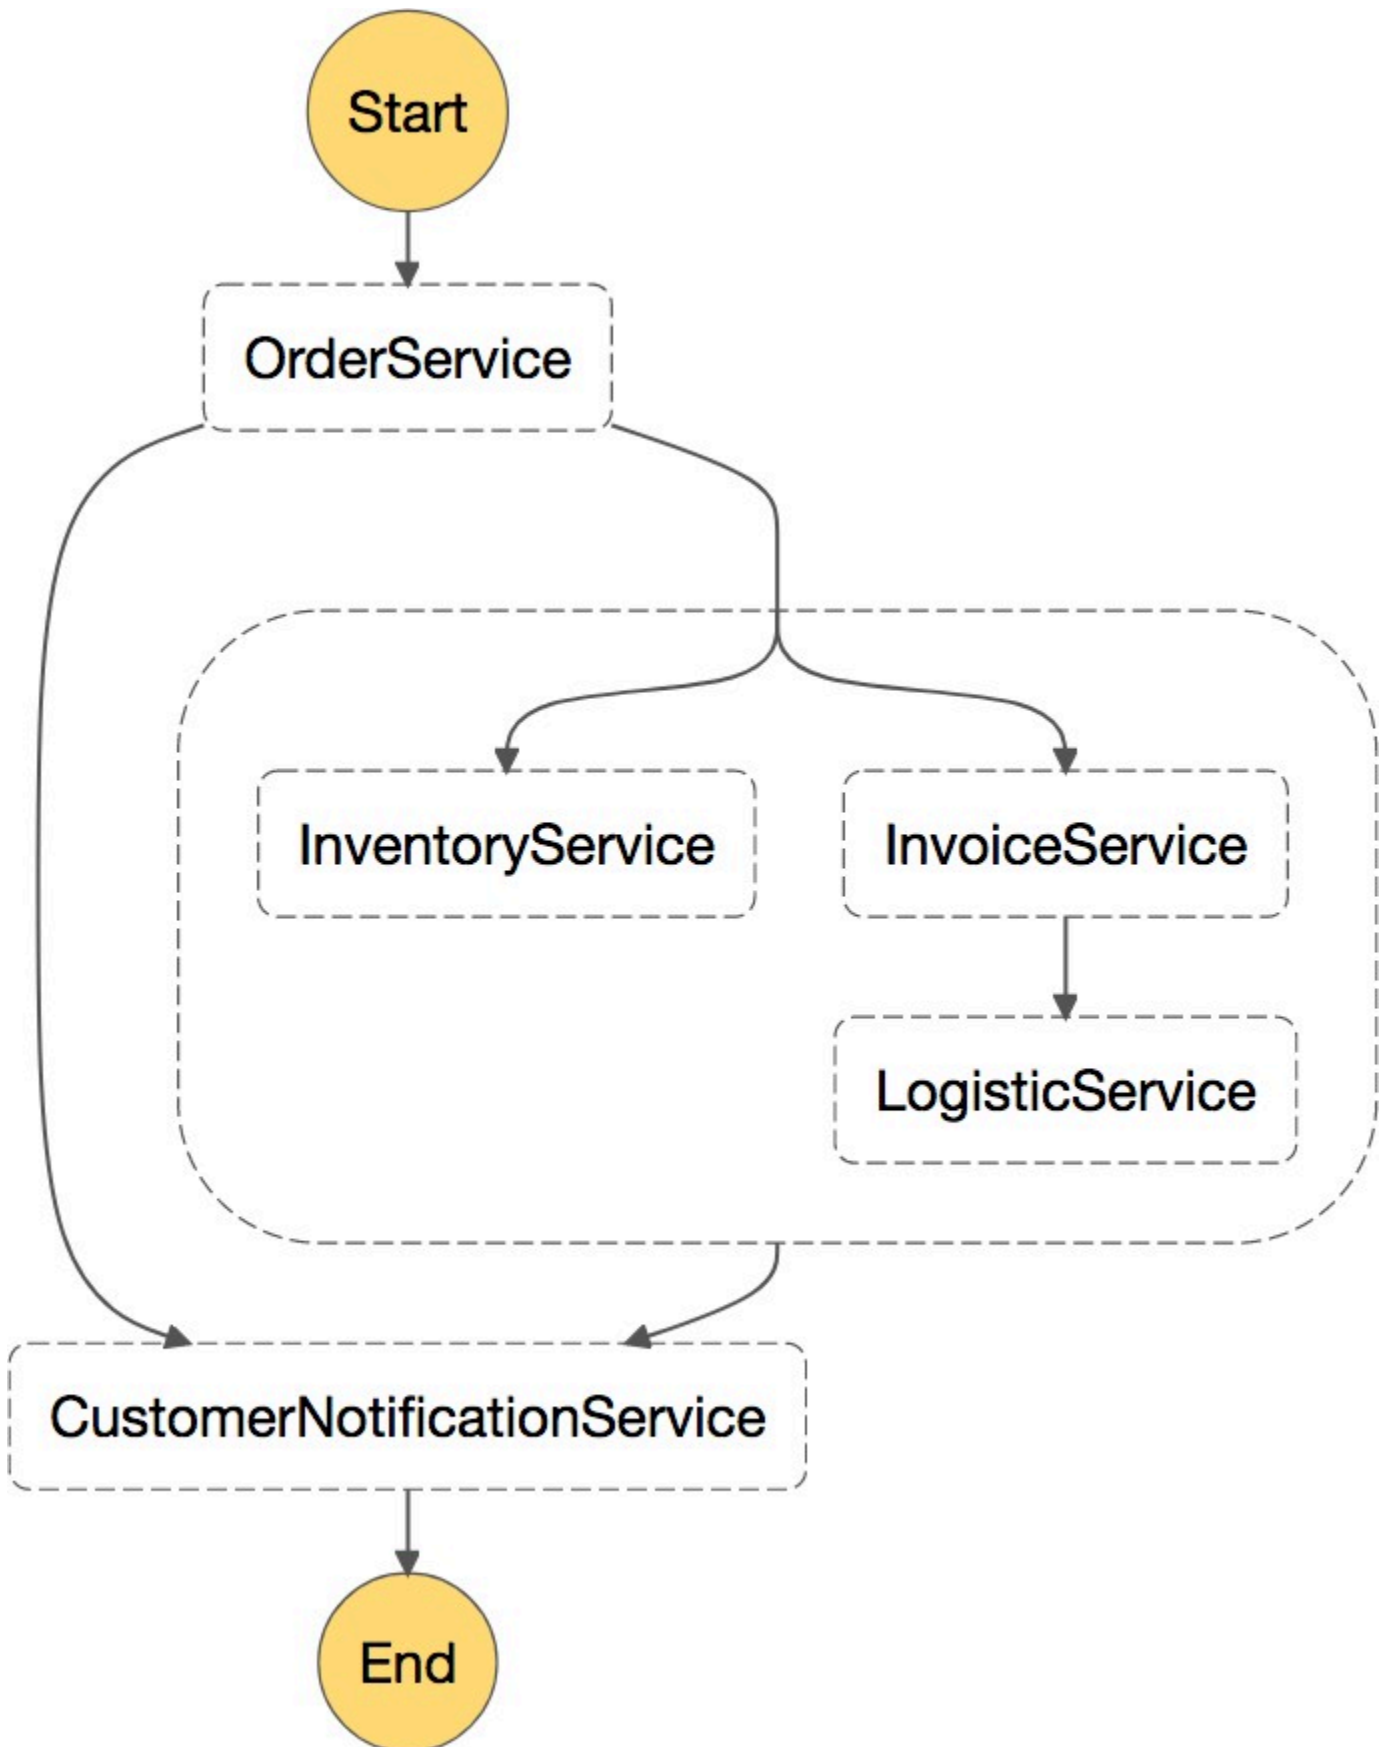 Start
OrderService
InventoryService
InvoiceService
LogisticService
CustomerNotificationService
End